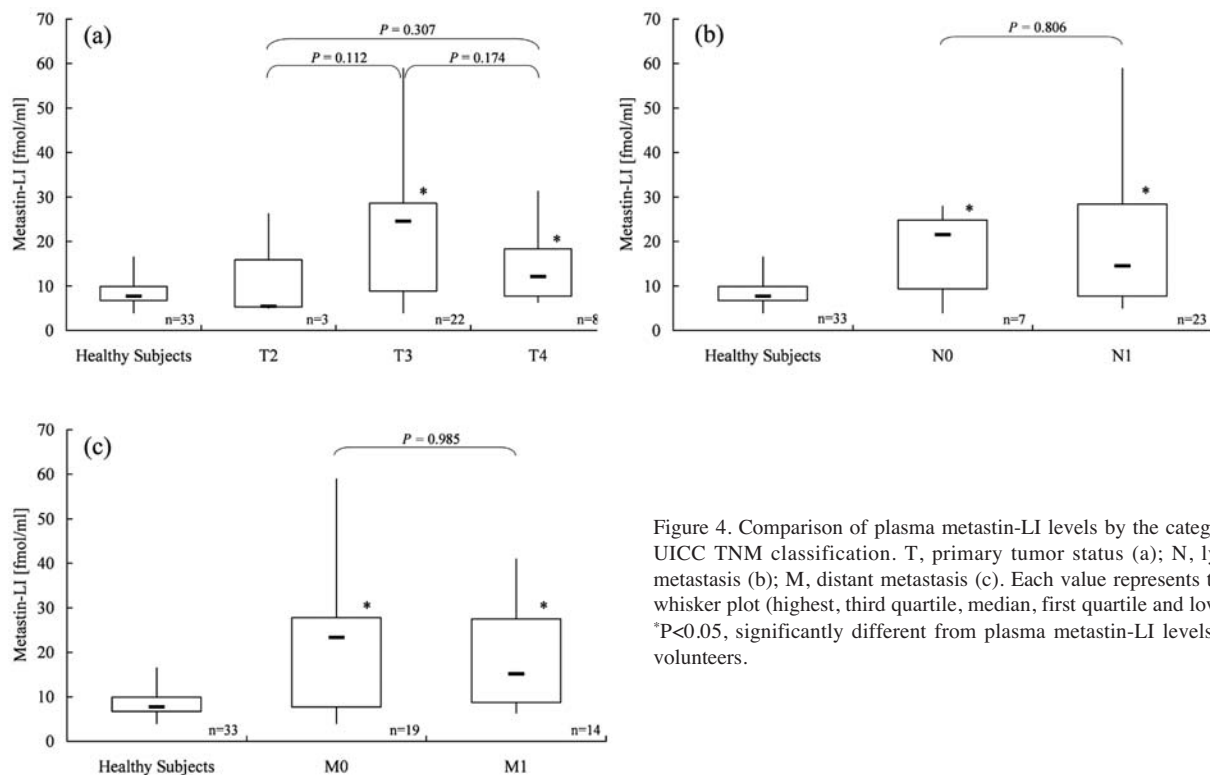 (a)
P = 0.307
P = 0.112
P = 0.174
Metastin-LI [fmol/ml]
70
60
50
40
30
20
10
0
*
*
n=33
n=3
n=22
n=8
Healthy Subjects
T2
T3
T4
(b)
P = 0.806
Metastin-LI [fmol/ml]
70
60
50
40
30
20
10
0
*
*
n=33
n=7
n=23
Healthy Subjects
N0
N1
(c)
P = 0.985
Metastin-LI [fmol/ml]
70
60
50
40
30
20
10
0
*
*
n=33
n=19
n=14
Healthy Subjects
M0
M1
Figure 4. Comparison of plasma metastin-LI levels by the categ
UICC TNM classification. T, primary tumor status (a); N, ly
metastasis (b); M, distant metastasis (c). Each value represents t
whisker plot (highest, third quartile, median, first quartile and lov
*P<0.05, significantly different from plasma metastin-LI levels
volunteers.